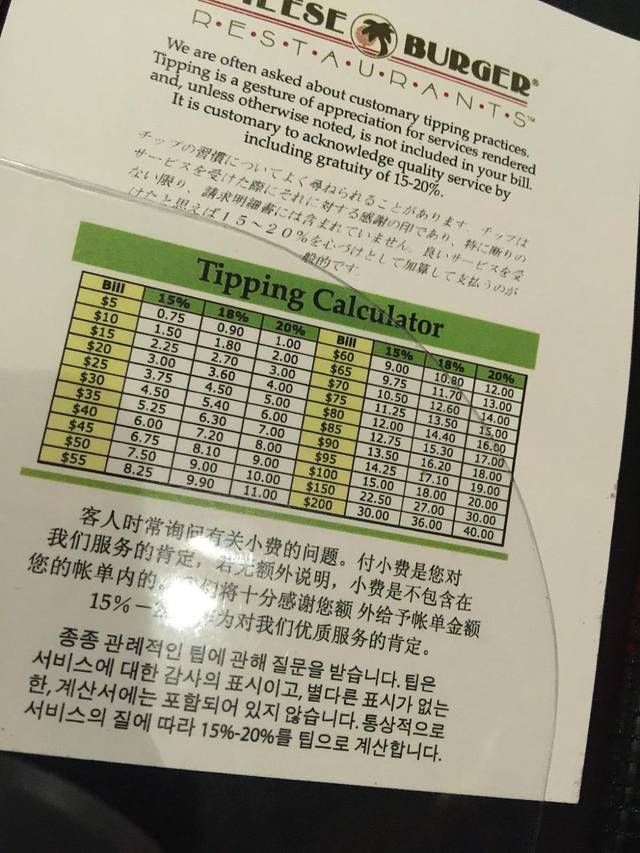 HEESE BURGER®
R·E·S·T·A·U·R·A·N·T·S™
We are often asked about customary tipping practices.
Tipping is a gesture of appreciation for services rendered
and, unless otherwise noted, is not included in your bill.
It is customary to acknowledge quality service by
including gratuity of 15-20%.
チップの習慣についてよく尋ねられることがあります。チップは
サービスを受けた際にそれに対する感謝の印であり、特に断りの
ない限り、請求明細書には含まれていません。良いサービスを受
けたと思えば15~20%を心づけとして加算して支払うのが
一般的です。
Tipping Calculator
Bill 15% 18% 20% Bill 15% 18% 20%
$5 0.75 0.90 1.00 $60 9.00 10.80 12.00
$10 1.50 1.80 2.00 $65 9.75 11.70 13.00
$15 2.25 2.70 3.00 $70 10.50 12.60 14.00
$20 3.00 3.60 4.00 $75 11.25 13.50 15.00
$25 3.75 4.50 5.00 $80 12.00 14.40 16.00
$30 4.50 5.40 6.00 $85 12.75 15.30 17.00
$35 5.25 6.30 7.00 $90 13.50 16.20 18.00
$40 6.00 7.20 8.00 $95 14.25 17.10 19.00
$45 6.75 8.10 9.00 $100 15.00 18.00 20.00
$50 7.50 9.00 10.00 $150 22.50 27.00 30.00
$55 8.25 9.90 11.00 $200 30.00 36.00 40.00
客人时常询问有关小费的问题。付小费是您对
我们服务的肯定，若无额外说明，小费是不包含在
您的帐单内的 们将十分感谢您额 外给予帐单金额
15%－ 为对我们优质服务的肯定。
종종 관례적인 팁에 관해 질문을 받습니다. 팁은
서비스에 대한 감사의 표시이고, 별다른 표시가 없는
한, 계산서에는 포함되어 있지 않습니다. 통상적으로
서비스의 질에 따라 15%-20%를 팁으로 계산합니다.